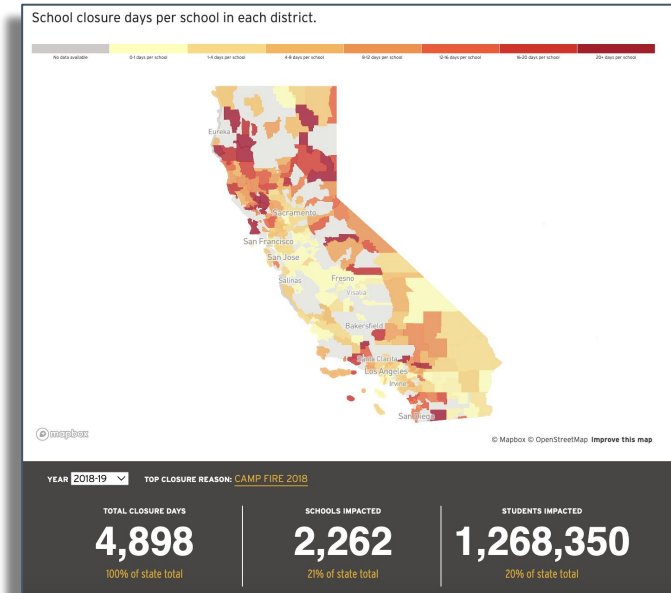 School closure days per school in each district.
No data available 0-1 days per school 1-4 days per school 4-8 days per school 8-12 days per school 12-16 days per school 16-20 days per school 20+ days per school
Eureka
Sacramento
San Francisco
San Jose
Salinas
Fresno
Visalia
Bakersfield
Santa Clarita
Los Angeles
Irvine
San Diego
mapbox
© Mapbox © OpenStreetMap Improve this map
YEAR 2018-19 TOP CLOSURE REASON: CAMP FIRE 2018
TOTAL CLOSURE DAYS SCHOOLS IMPACTED STUDENTS IMPACTED
4,898 2,262 1,268,350
100% of state total 21% of state total 20% of state total